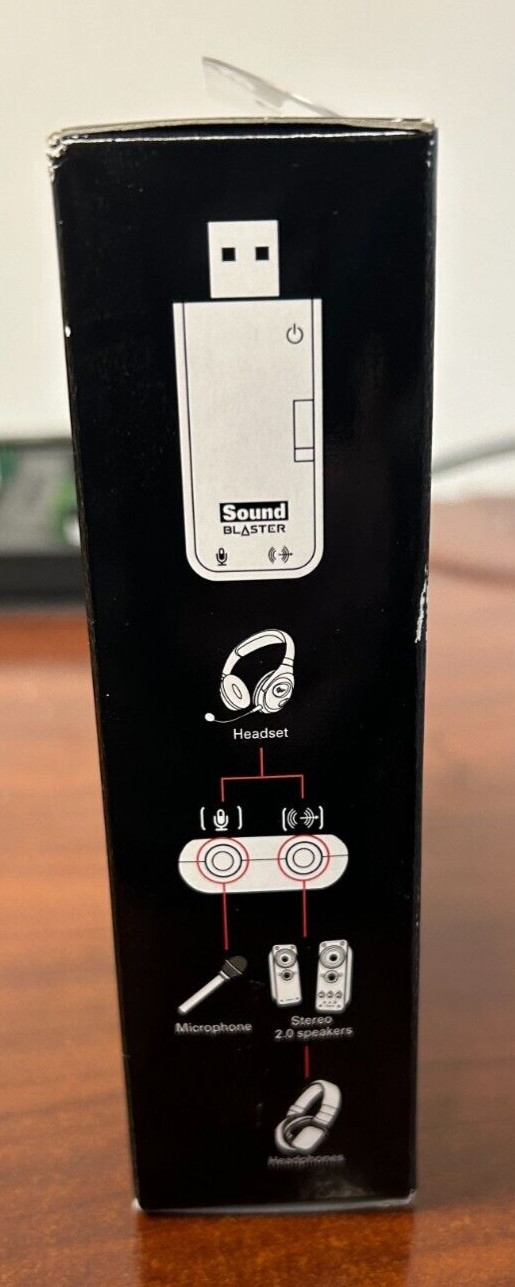 Sound
BLASTER
Headset
Microphone
Stereo
2.0 speakers
Headphones